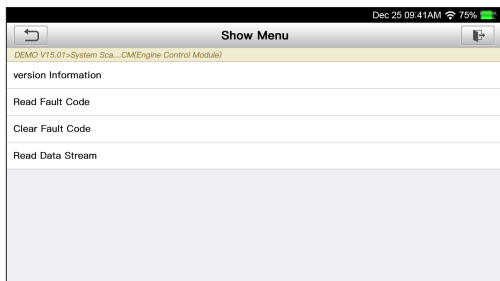 Dec 25 09:41AM 75%
Show Menu
DEMO V15.01>System Sca....CM(Engine Control Module)
version Information
Read Fault Code
Clear Fault Code
Read Data Stream